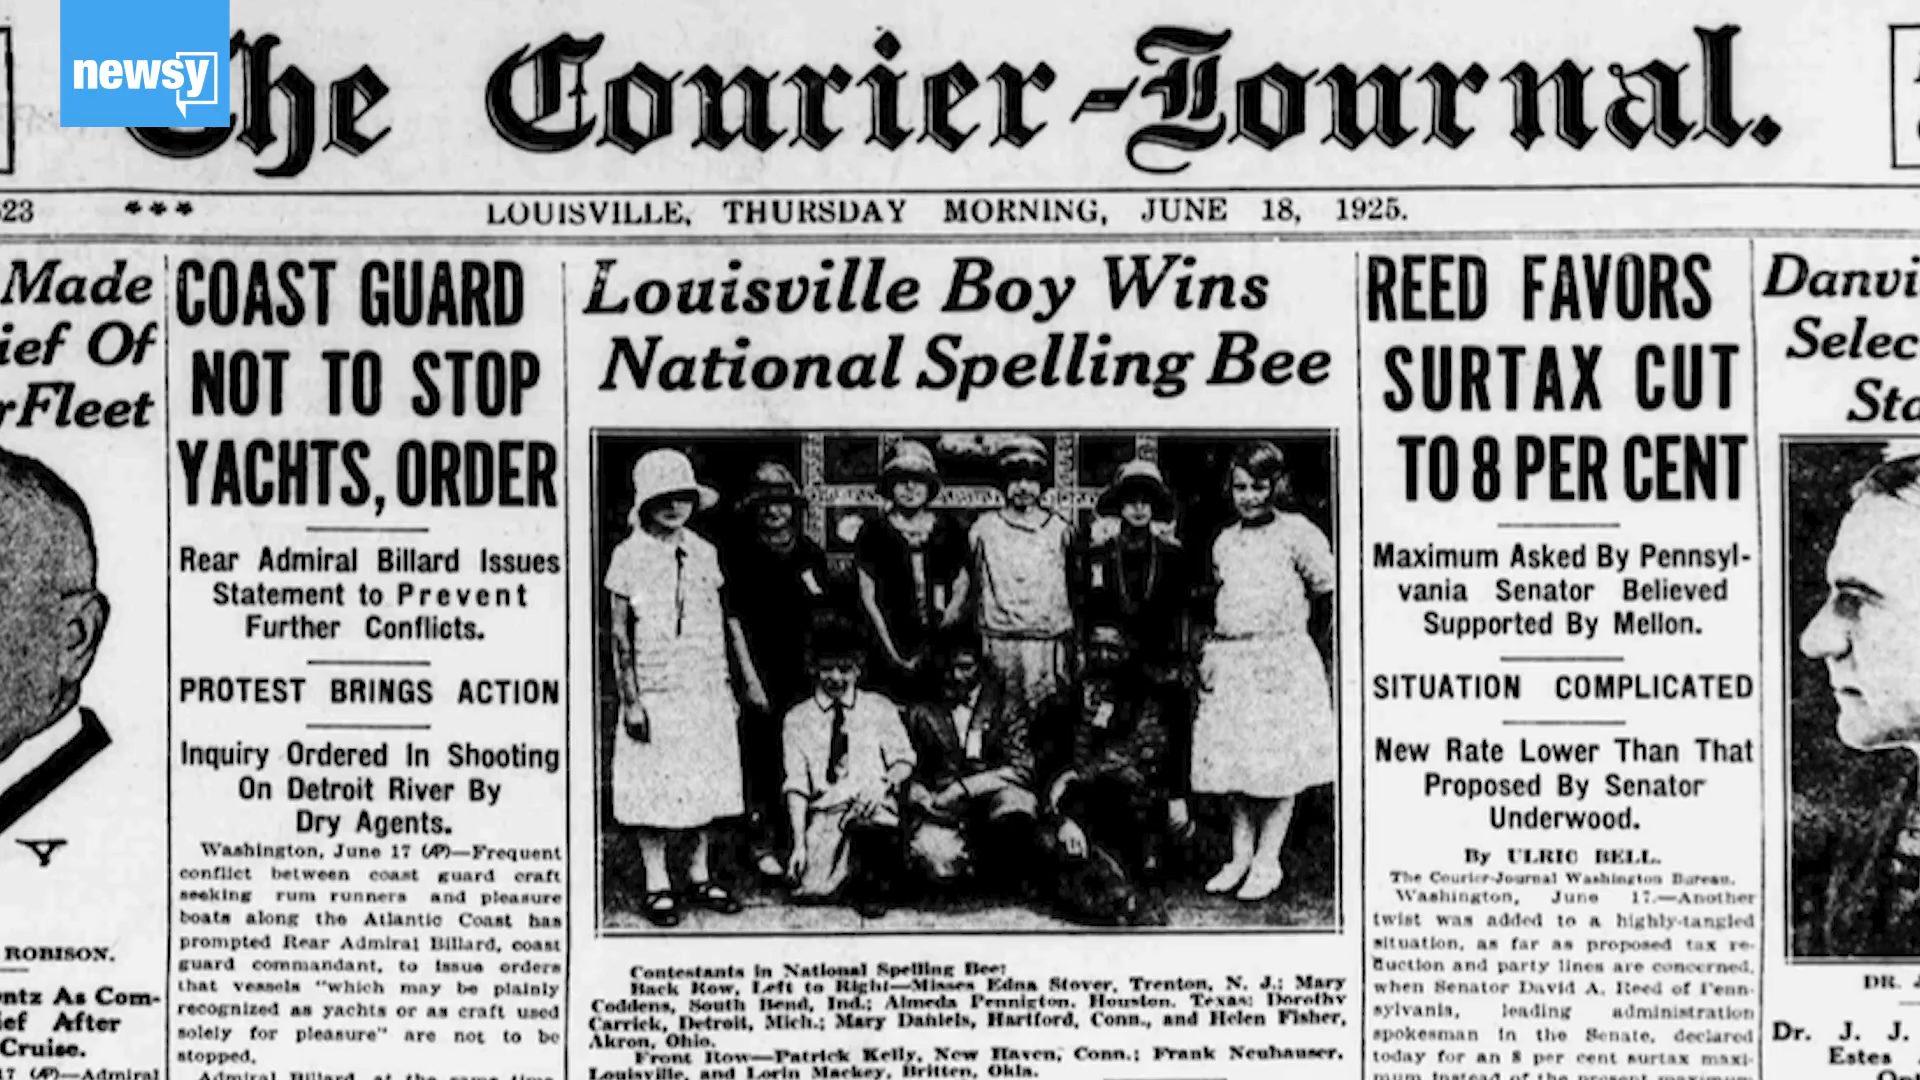 newsy
The Courier-Journal.
LOUISVILLE, THURSDAY MORNING, JUNE 18, 1925.
Made
ief Of
rFleet
ROBISON.
ntz As Com-
ief After
Cruise.
17 (AP)—Admiral
COAST GUARD
NOT TO STOP
YACHTS, ORDER
Rear Admiral Billard Issues
Statement to Prevent
Further Conflicts.
PROTEST BRINGS ACTION
Inquiry Ordered In Shooting
On Detroit River By
Dry Agents.
Washington, June 17 (AP)—Frequent
conflict between coast guard craft
seeking rum runners and pleasure
boats along the Atlantic Coast has
prompted Rear Admiral Billard, coast
guard commandant, to issue orders
that vessels "which may be plainly
recognized as yachts or as craft used
solely for pleasure" are not to be
stopped.
Admiral Billard, at the same time,
Louisville Boy Wins
National Spelling Bee
Contestants in National Spelling Bee:
Back Row, Left to Right—Misses Edna Stover, Trenton, N. J.; Mary
Coddens, South Bend, Ind.; Almeda Pennigton, Houston, Texas; Dorothy
Carrick, Detroit, Mich.; Mary Daniels, Hartford, Conn., and Helen Fisher,
Akron, Ohio.
Front Row—Patrick Kelly, New Haven, Conn.; Frank Neuhauser,
Louisville, and Lorin Mackey, Britten, Okla.
REED FAVORS
SURTAX CUT
TO 8 PER CENT
Maximum Asked By Pennsyl-
vania Senator Believed
Supported By Mellon.
SITUATION COMPLICATED
New Rate Lower Than That
Proposed By Senator
Underwood.
By ULRIC BELL.
The Courier-Journal Washington Bureau.
Washington, June 17.—Another
twist was added to a highly-tangled
situation, as far as proposed tax re-
duction and party lines are concerned,
when Senator David A. Reed of Penn-
sylvania, leading administration
spokesman in the Senate, declared
today for an 8 per cent surtax maxi-
mum instead of the present maximum
Danvi
Selec
Sta
DR. J
Dr. J. J.
Estes